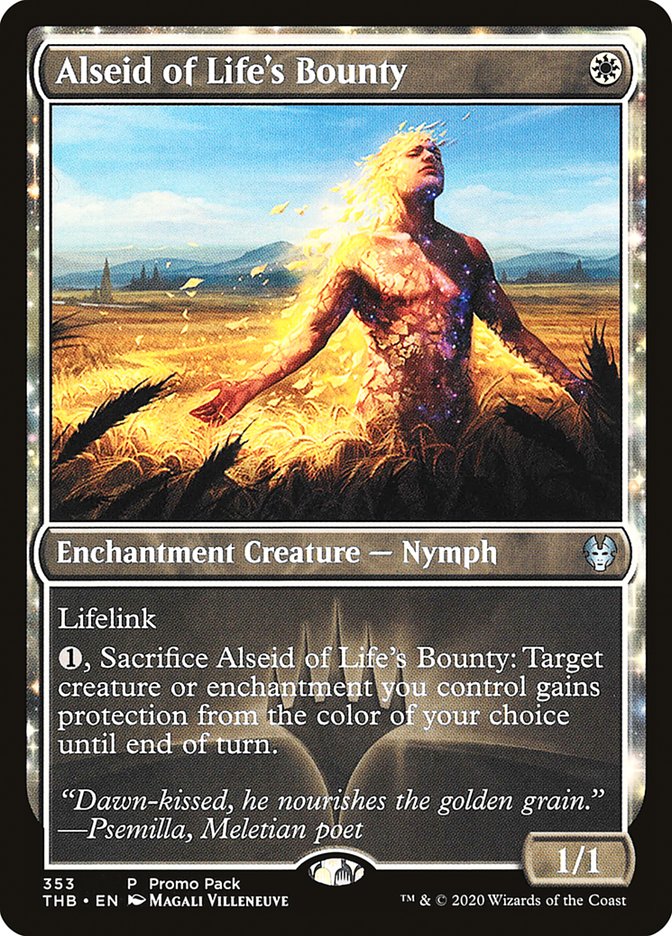 Alseid of Life's Bounty
Enchantment Creature — Nymph
Lifelink
1, Sacrifice Alseid of Life's Bounty: Target
creature or enchantment you control gains
protection from the color of your choice
until end of turn.
"Dawn-kissed, he nourishes the golden grain."
—Psemilla, Meletian poet
1/1
353 P Promo Pack
THB • EN Magali Villeneuve
™ & © 2020 Wizards of the Coast